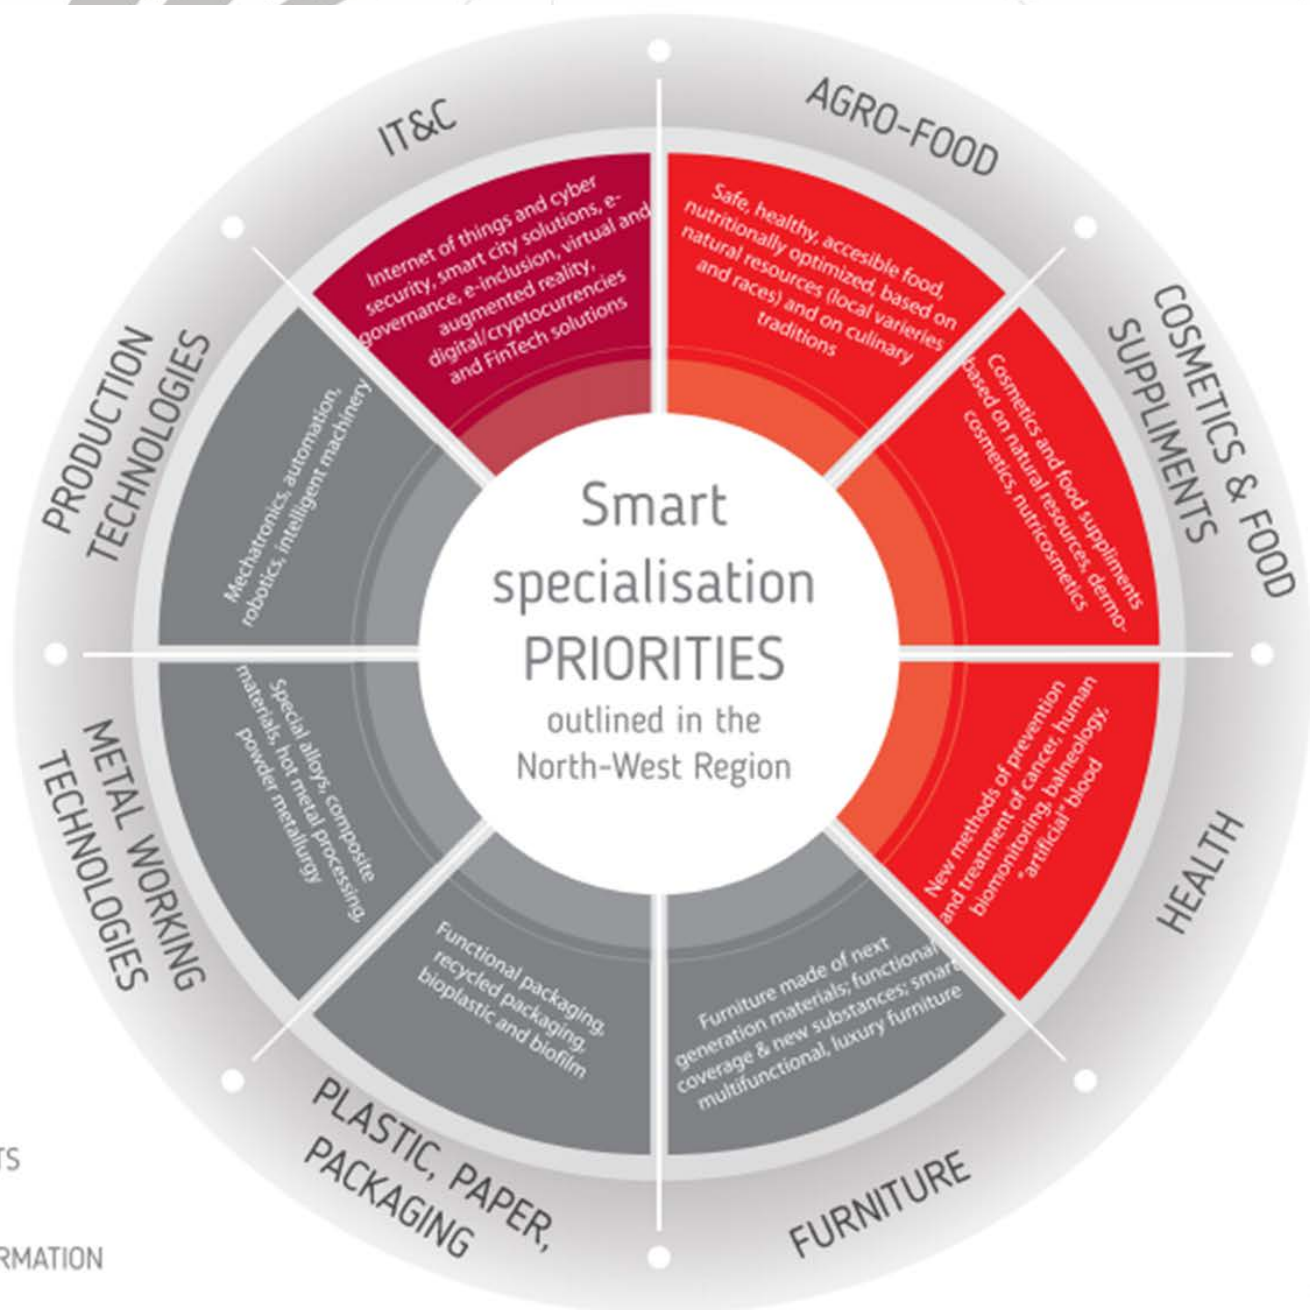 IT&C
Internet of things and cyber
security, smart city solutions, e-
governance, e-inclusion, virtual and
augmented reality,
digital/cryptocurrencies
and FinTech solutions
AGRO-FOOD
Safe, healthy, accesible food,
nutritionally optimized, based on
natural resources (local varieries
and races) and on culinary
traditions
COSMETICS & FOOD
SUPPLIMENTS
Cosmetics and food suppliments
based on natural resources, dermo-
cosmetics, nutricosmetics
HEALTH
New methods of prevention
and treatment of cancer, human
biomonitoring, balneology,
"artificial" blood
FURNITURE
Furniture made of next
generation materials; functional
coverage & new substances; smart
multifunctional, luxury furniture
PLASTIC, PAPER,
PACKAGING
Functional packaging,
recycled packaging,
bioplastic and biofilm
METAL WORKING
TECHNOLOGIES
Special alloys, composite
materials, hot metal processing,
powder metallurgy
PRODUCTION
TECHNOLOGIES
Mechatronics, automation,
robotics, intelligent machinery
Smart
specialisation
PRIORITIES
outlined in the
North-West Region
TS
RMATION